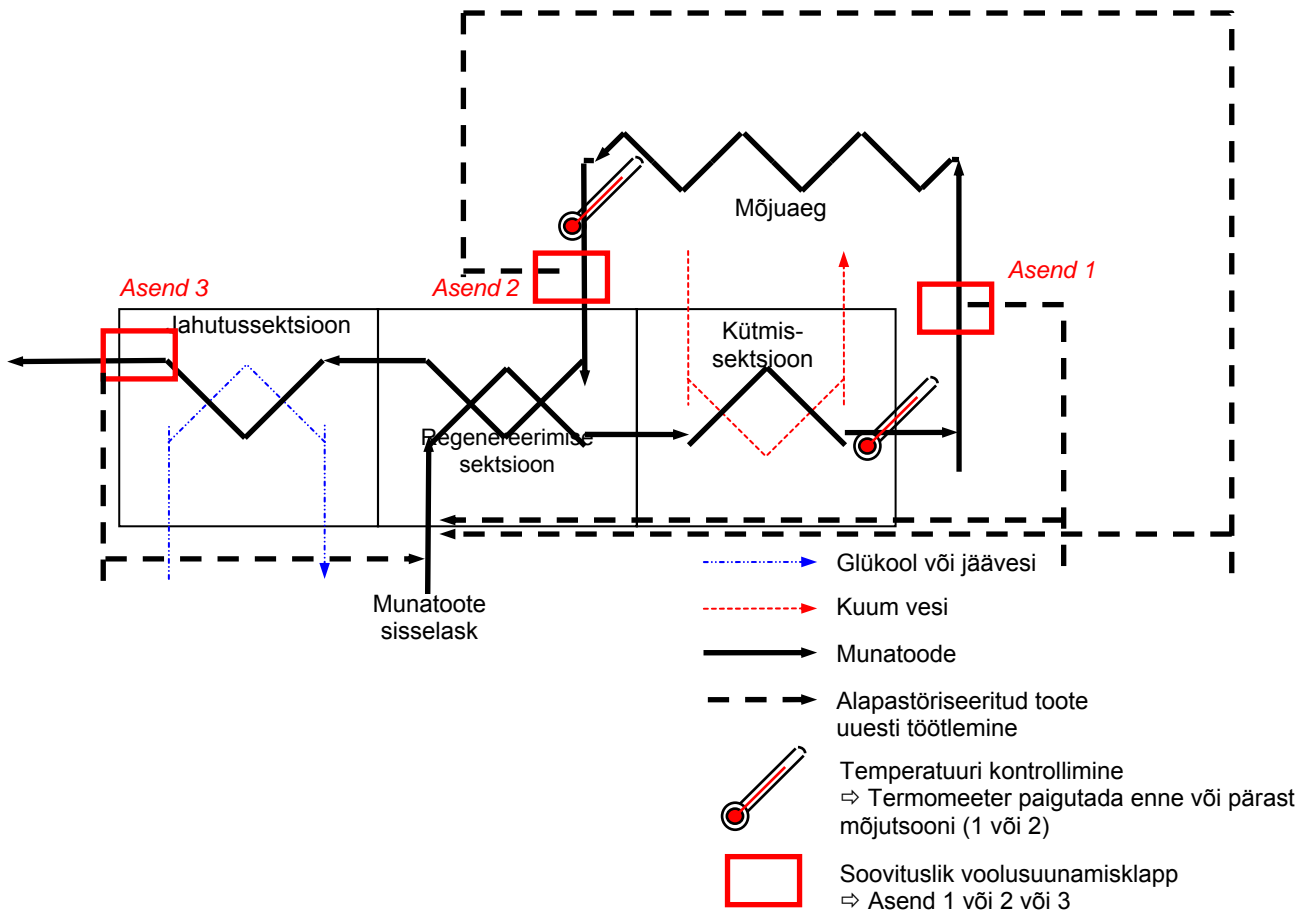 Mõjuaeg
Asend 1
Asend 3
Asend 2
Jahutussektsioon
Kütmis-
sektsioon
Regenereerimise
sektsioon
Munatoote
sisselask
Glükool või jäävesi
Kuum vesi
Munatoode
Alapastöriseeritud toote
uuesti töötlemine
Temperatuuri kontrollimine
⇨ Termomeeter paigutada enne või pärast
mõjutsooni (1 või 2)
Soovituslik voolusuunamisklapp
⇨ Asend 1 või 2 või 3